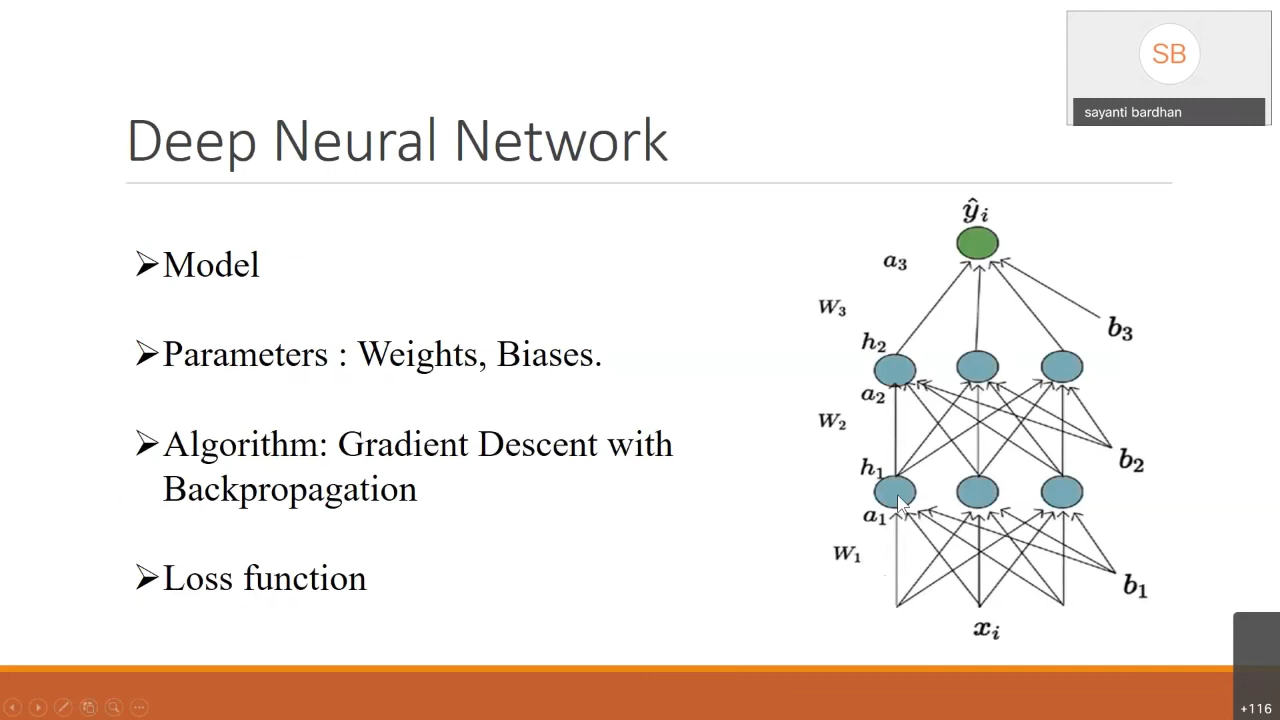 SB
sayanti bardhan
Deep Neural Network
➢Model
➢Parameters : Weights, Biases.
➢Algorithm: Gradient Descent with
Backpropagation
➢Loss function
ŷᵢ
a₃
W₃
b₃
h₂
a₂
W₂
b₂
h₁
a₁
W₁
b₁
xᵢ
+116